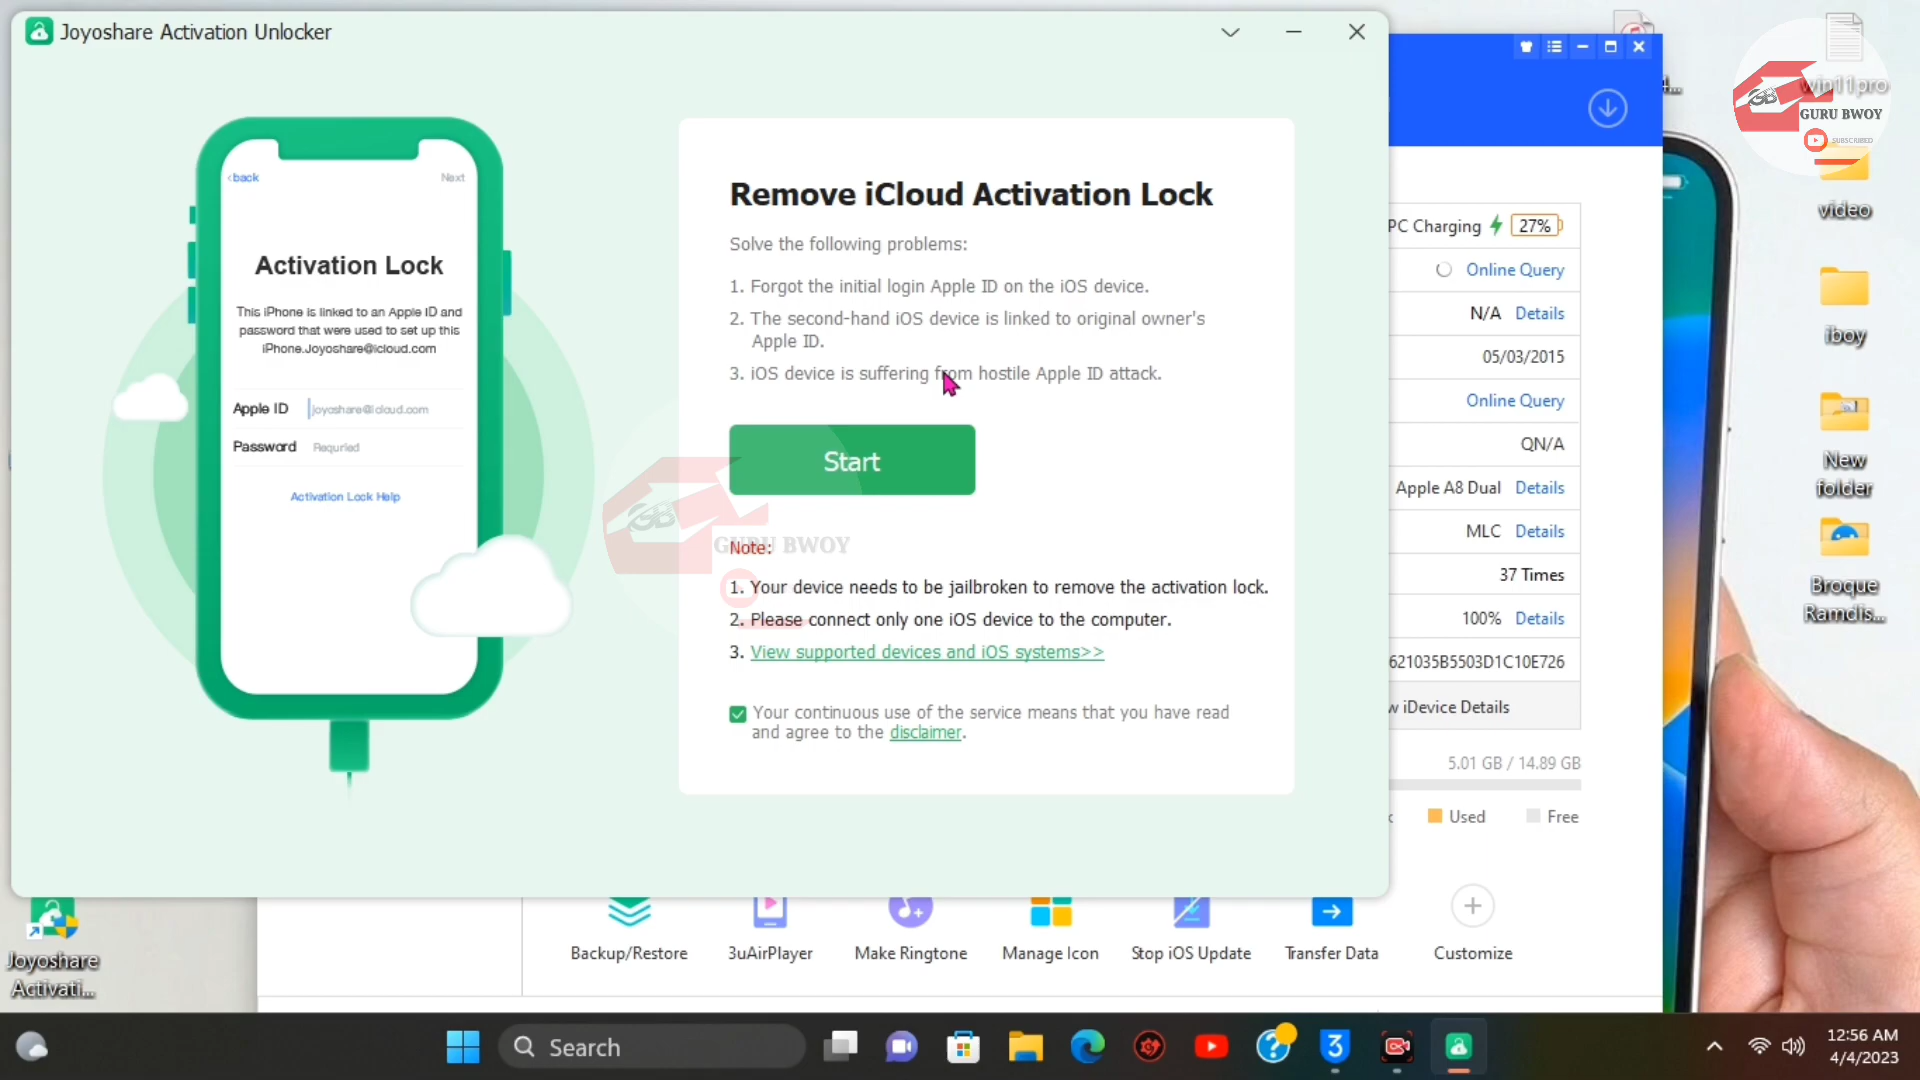 Joyoshare Activation Unlocker
‹back
Next
Activation Lock
This iPhone is linked to an Apple ID and
password that were used to set up this
iPhone.Joyoshare@icloud.com
Apple ID joyoshare@icloud.com
Password Requried
Activation Lock Help
Remove iCloud Activation Lock
Solve the following problems:
1. Forgot the initial login Apple ID on the iOS device.
2. The second-hand iOS device is linked to original owner's
Apple ID.
3. iOS device is suffering from hostile Apple ID attack.
Start
GURU BWOY
Note:
1. Your device needs to be jailbroken to remove the activation lock.
2. Please connect only one iOS device to the computer.
3. View supported devices and iOS systems>>
Your continuous use of the service means that you have read
and agree to the disclaimer.
PC Charging 27%
Online Query
N/A Details
05/03/2015
Online Query
QN/A
Apple A8 Dual Details
MLC Details
37 Times
100% Details
621035B5503D1C10E726
w iDevice Details
5.01 GB / 14.89 GB
Used
Free
win11pro
GB
GURU BWOY
SUBSCRIBED
video
iboy
New
folder
Broque
Ramdis...
Joyoshare
Activati...
Backup/Restore
3uAirPlayer
Make Ringtone
Manage Icon
Stop iOS Update
Transfer Data
Customize
Search
12:56 AM
4/4/2023